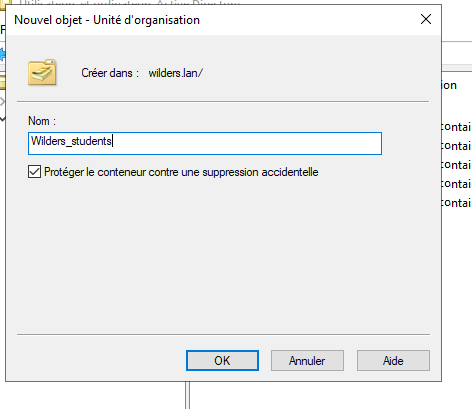 Nouvel objet - Unité d'organisation
Créer dans : wilders.lan/
Nom :
Wilders_students
Protéger le conteneur contre une suppression accidentelle
OK Annuler Aide
ion
contai
contai
contai
contai
contai